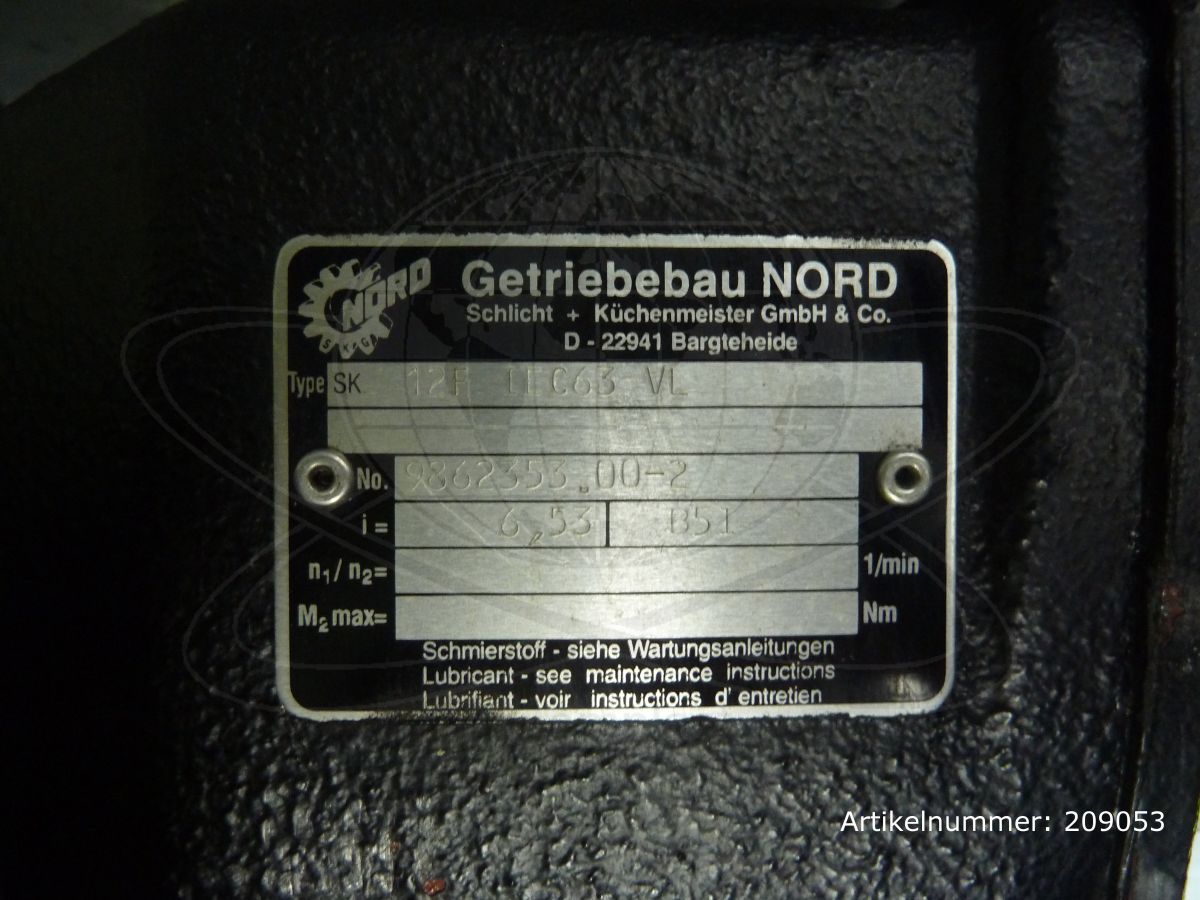 NORD
Getriebebau NORD
Schlicht + Küchenmeister GmbH & Co.
D - 22941 Bargteheide
Type SK 12F IEC63 VL
No. 9862353.00-2
i = 6,53 B51
n1/ n2= 1/min
M2 max= Nm
Schmierstoff - siehe Wartungsanleitungen
Lubricant - see maintenance instructions
Lubrifiant - voir instructions d' entretien
Artikelnummer: 209053